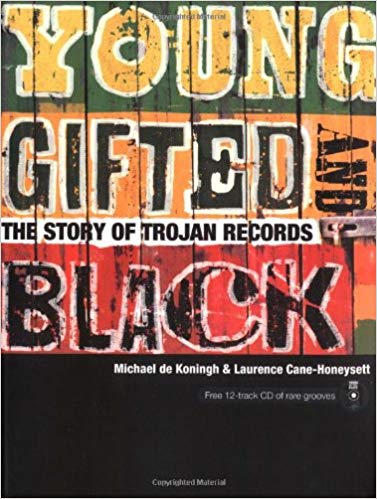 YOUNG
GIFTED
AND
THE STORY OF TROJAN RECORDS
BLACK
Michael de Koningh & Laurence Cane-Honeysett
Free 12-track CD of rare grooves